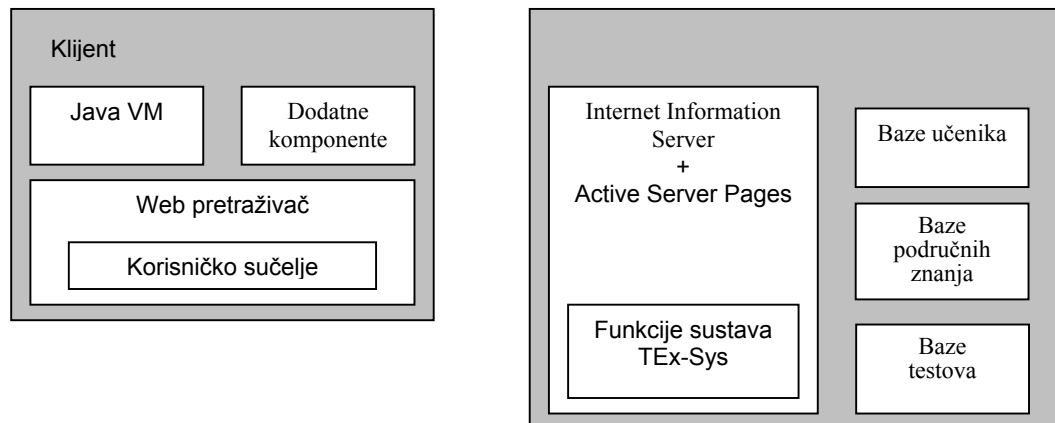 Klijent
Java VM
Dodatne
komponente
Web pretraživač
Korisničko sučelje
Internet Information
Server
+
Active Server Pages
Funkcije sustava
TEx-Sys
Baze učenika
Baze
područnih
znanja
Baze
testova